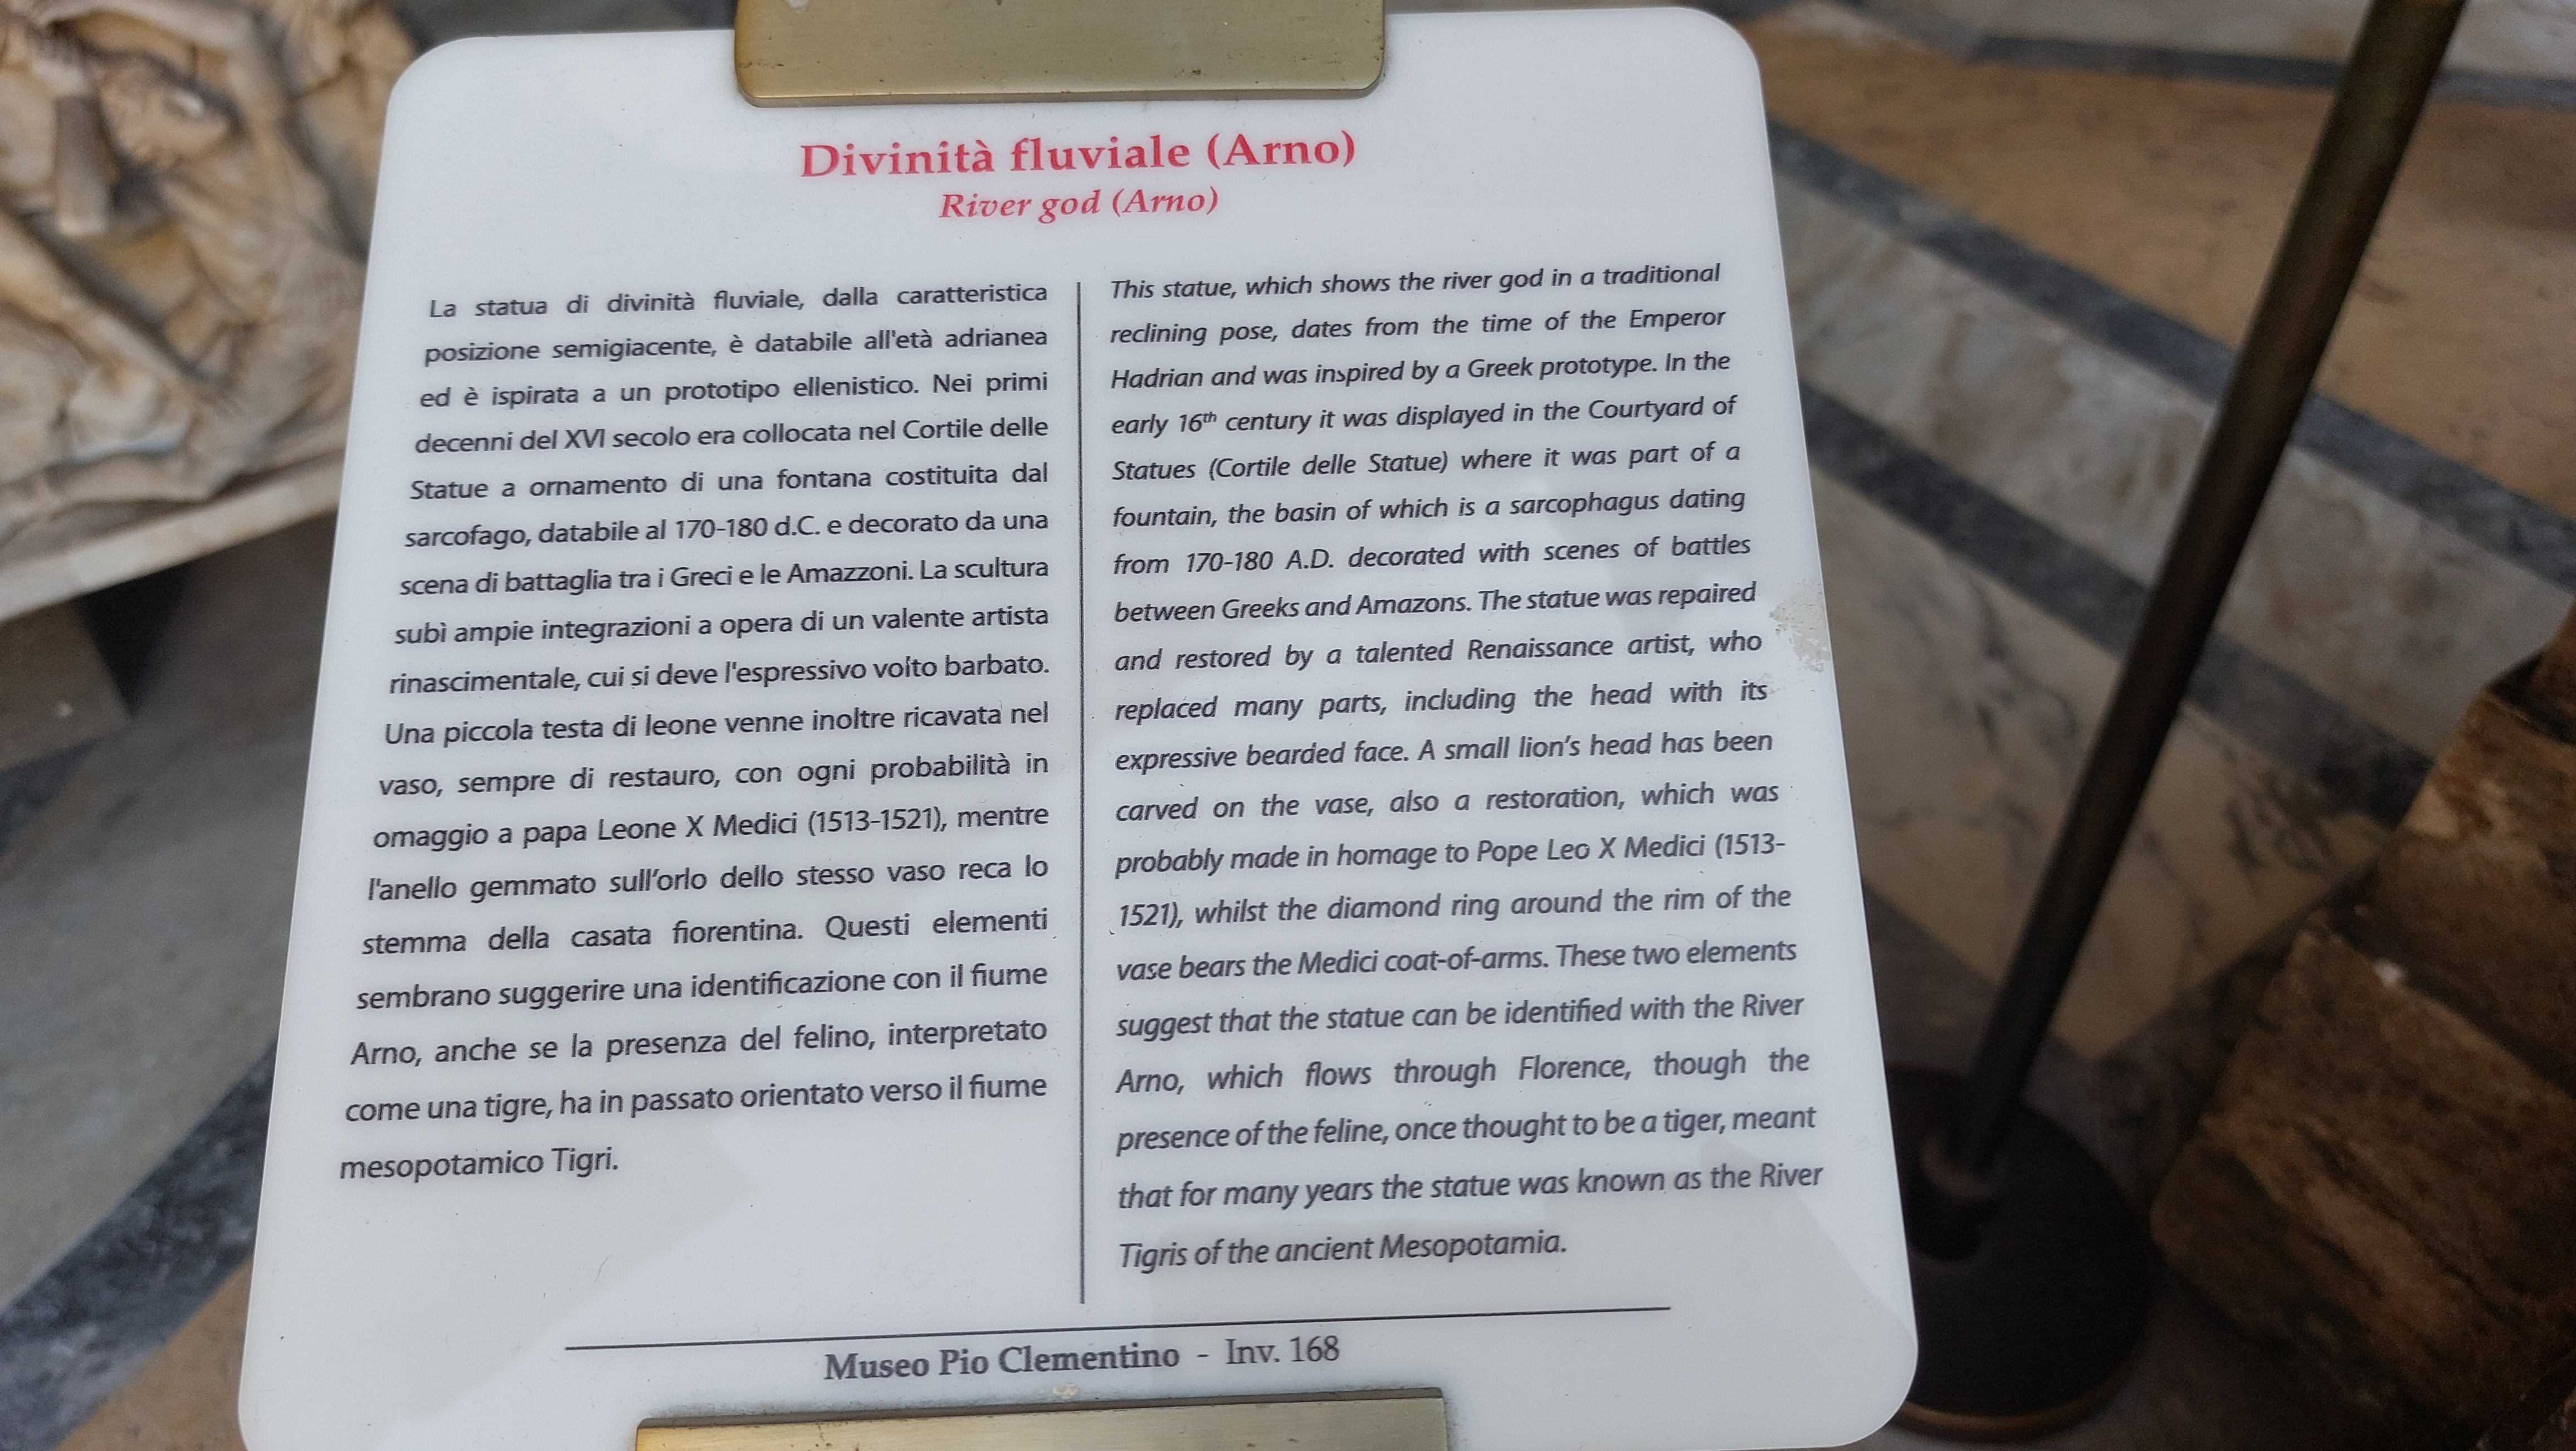 Divinità fluviale (Arno)
River god (Arno)
La statua di divinità fluviale, dalla caratteristica
posizione semigiacente, è databile all'età adrianea
ed è ispirata a un prototipo ellenistico. Nei primi
decenni del XVI secolo era collocata nel Cortile delle
Statue a ornamento di una fontana costituita dal
sarcofago, databile al 170-180 d.C. e decorato da una
scena di battaglia tra i Greci e le Amazzoni. La scultura
subì ampie integrazioni a opera di un valente artista
rinascimentale, cui si deve l'espressivo volto barbato.
Una piccola testa di leone venne inoltre ricavata nel
vaso, sempre di restauro, con ogni probabilità in
omaggio a papa Leone X Medici (1513-1521), mentre
l'anello gemmato sull'orlo dello stesso vaso reca lo
stemma della casata fiorentina. Questi elementi
sembrano suggerire una identificazione con il fiume
Arno, anche se la presenza del felino, interpretato
come una tigre, ha in passato orientato verso il fiume
mesopotamico Tigri.
This statue, which shows the river god in a traditional
reclining pose, dates from the time of the Emperor
Hadrian and was inspired by a Greek prototype. In the
early 16th century it was displayed in the Courtyard of
Statues (Cortile delle Statue) where it was part of a
fountain, the basin of which is a sarcophagus dating
from 170-180 A.D. decorated with scenes of battles
between Greeks and Amazons. The statue was repaired
and restored by a talented Renaissance artist, who
replaced many parts, including the head with its
expressive bearded face. A small lion's head has been
carved on the vase, also a restoration, which was
probably made in homage to Pope Leo X Medici (1513-
1521), whilst the diamond ring around the rim of the
vase bears the Medici coat-of-arms. These two elements
suggest that the statue can be identified with the River
Arno, which flows through Florence, though the
presence of the feline, once thought to be a tiger, meant
that for many years the statue was known as the River
Tigris of the ancient Mesopotamia.
Museo Pio Clementino - Inv. 168